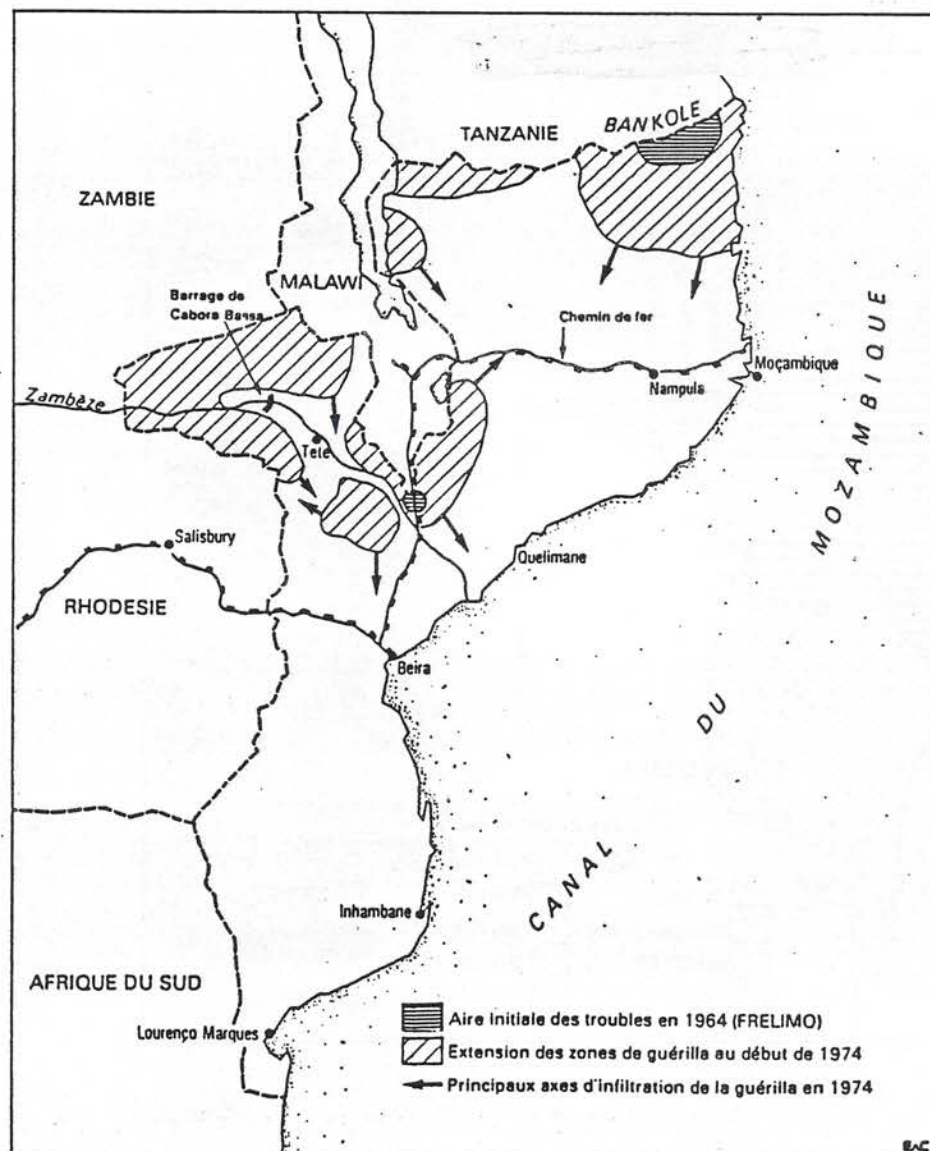 BANKOLE
TANZANIE
ZAMBIE
MALAWI
Barrage de
Cabora Bassa
Chemin de fer
MOZAMBIQUE
Moçambique
Nampula
Zambèze
Tete
Salisbury
Quelimane
RHODESIE
Beira
DU
CANAL
Inhambane
AFRIQUE DU SUD
Lourenço Marques
Aire initiale des troubles en 1964 (FRELIMO)
Extension des zones de guérilla au début de 1974
Principaux axes d'infiltration de la guérilla en 1974